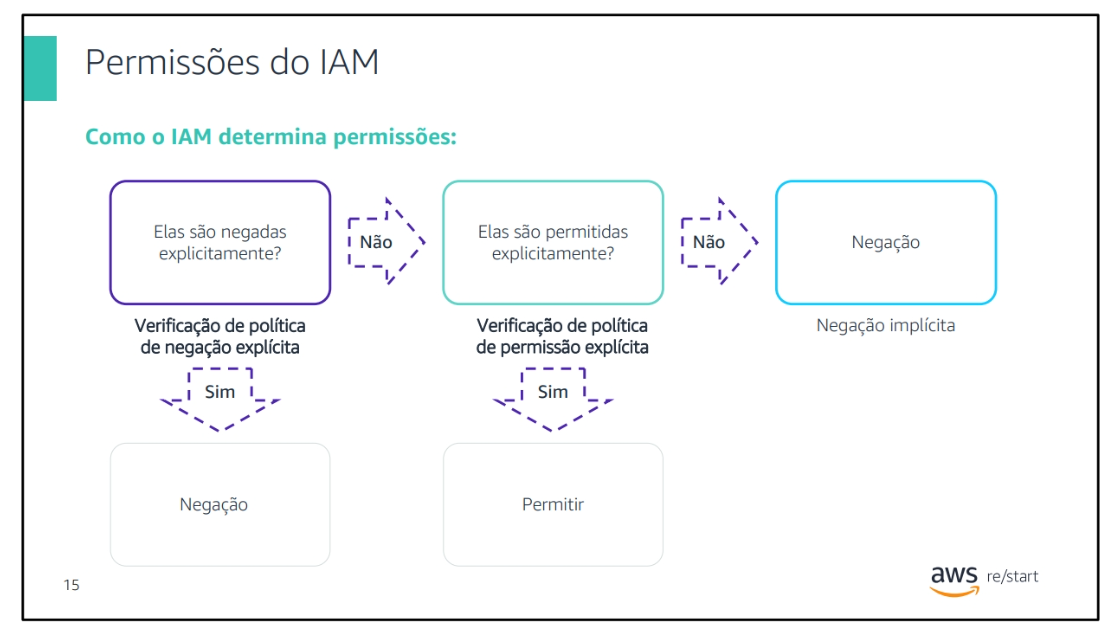 Permissões do IAM
Como o IAM determina permissões:
Elas são negadas
explicitamente?
Não
Elas são permitidas
explicitamente?
Não
Negação
Verificação de política
de negação explícita
Verificação de política
de permissão explícita
Negação implícita
Sim
Sim
Negação
Permitir
15
aws re/start